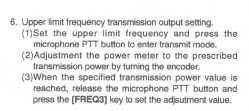 6. Upper limit frequency transmission output setting.
(1)Set the upper limit frequency and press the
microphone PTT button to enter transmit mode.
(2)Adjustment the power meter to the prescribed
transmission power by turning the encoder.
(3)When the specified transmission power value is
reached, release the microphone PTT button and
press the [FREQ3] key to set the adjsutment value.